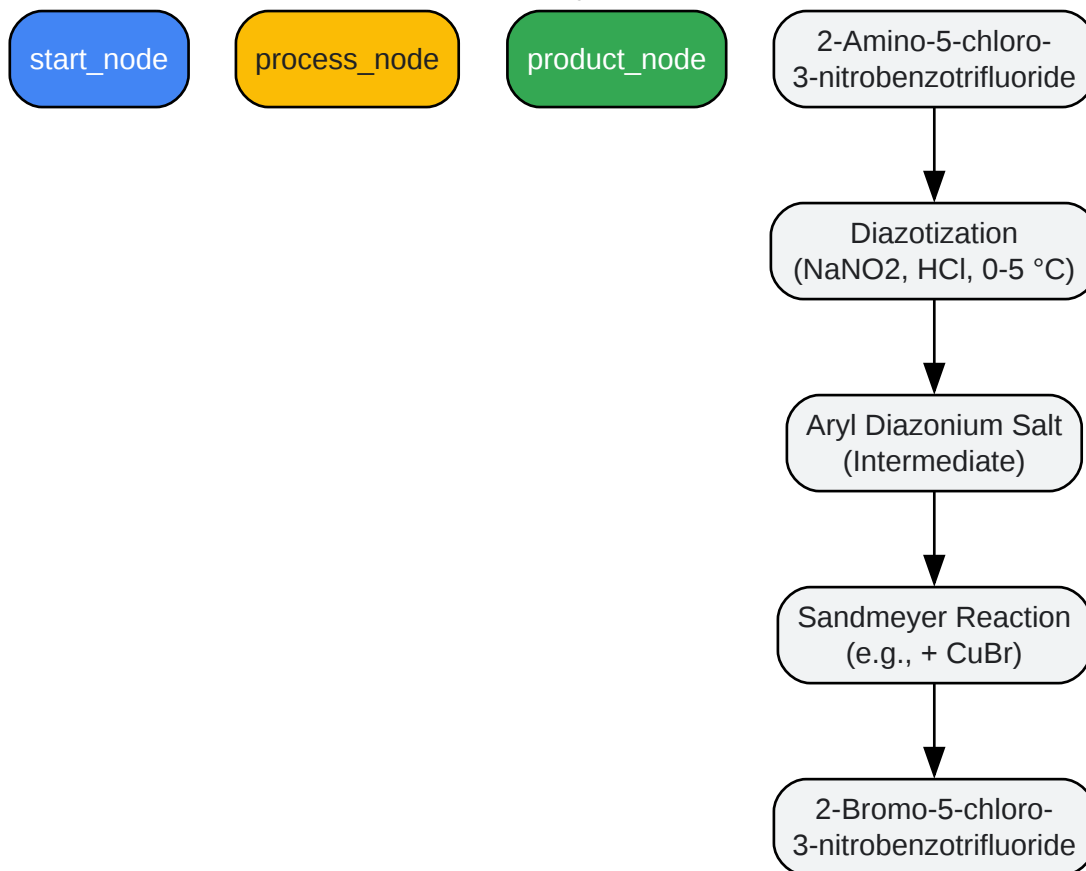 start_node
process_node
product_node
2-Amino-5-chloro-
3-nitrobenzotrifluoride
Diazotization
(NaNO2, HCl, 0-5 °C)
Aryl Diazonium Salt
(Intermediate)
Sandmeyer Reaction
(e.g., + CuBr)
2-Bromo-5-chloro-
3-nitrobenzotrifluoride